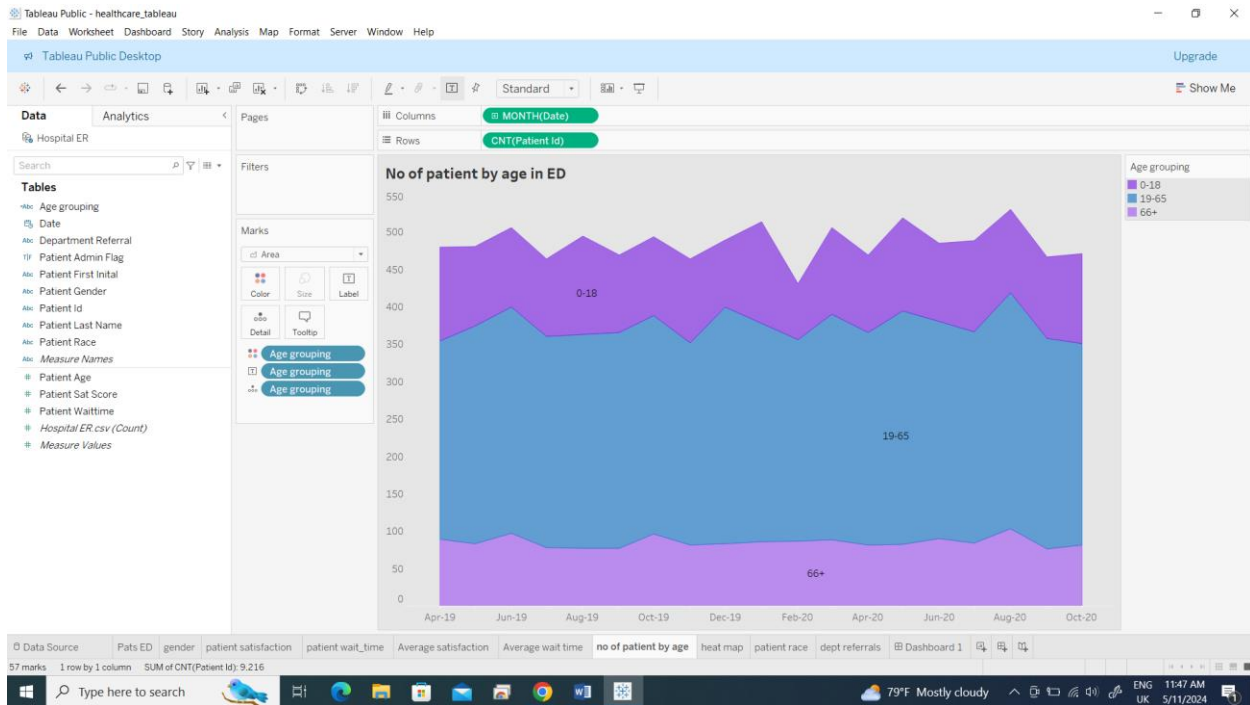 Tableau Public - healthcare_tableau
File Data Worksheet Dashboard Story Analysis Map Format Server Window Help
Tableau Public Desktop
Upgrade
Standard
Show Me
Data Analytics
Hospital ER
Search
Tables
Abc Age grouping
Date
Abc Department Referral
T|F Patient Admin Flag
Abc Patient First Inital
Abc Patient Gender
Abc Patient Id
Abc Patient Last Name
Abc Patient Race
Abc Measure Names
# Patient Age
# Patient Sat Score
# Patient Waittime
# Hospital ER.csv (Count)
# Measure Values
Pages
Filters
Marks
Area
Color Size Label
Detail Tooltip
Age grouping
Age grouping
Age grouping
Columns MONTH(Date)
Rows CNT(Patient Id)
No of patient by age in ED
550
500
450
400
350
300
250
200
150
100
50
0
0-18
19-65
66+
Apr-19 Jun-19 Aug-19 Oct-19 Dec-19 Feb-20 Apr-20 Jun-20 Aug-20 Oct-20
Age grouping
0-18
19-65
66+
Data Source Pats ED gender patient satisfaction patient wait_time Average satisfaction Average wait time no of patient by age heat map patient race dept referrals Dashboard 1
57 marks 1 row by 1 column SUM of CNT(Patient Id): 9,216
Type here to search
79°F Mostly cloudy
ENG
UK
11:47 AM
5/11/2024